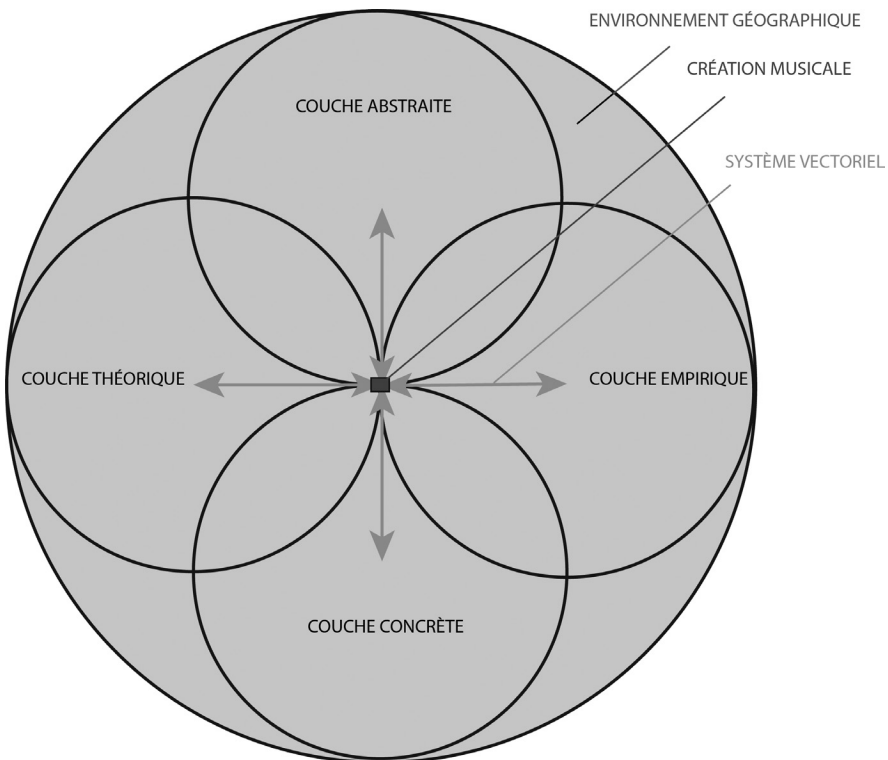 ENVIRONNEMENT GÉOGRAPHIQUE
CRÉATION MUSICALE
COUCHE ABSTRAITE
SYSTÈME VECTORIEL
COUCHE THÉORIQUE
COUCHE EMPIRIQUE
COUCHE CONCRÈTE